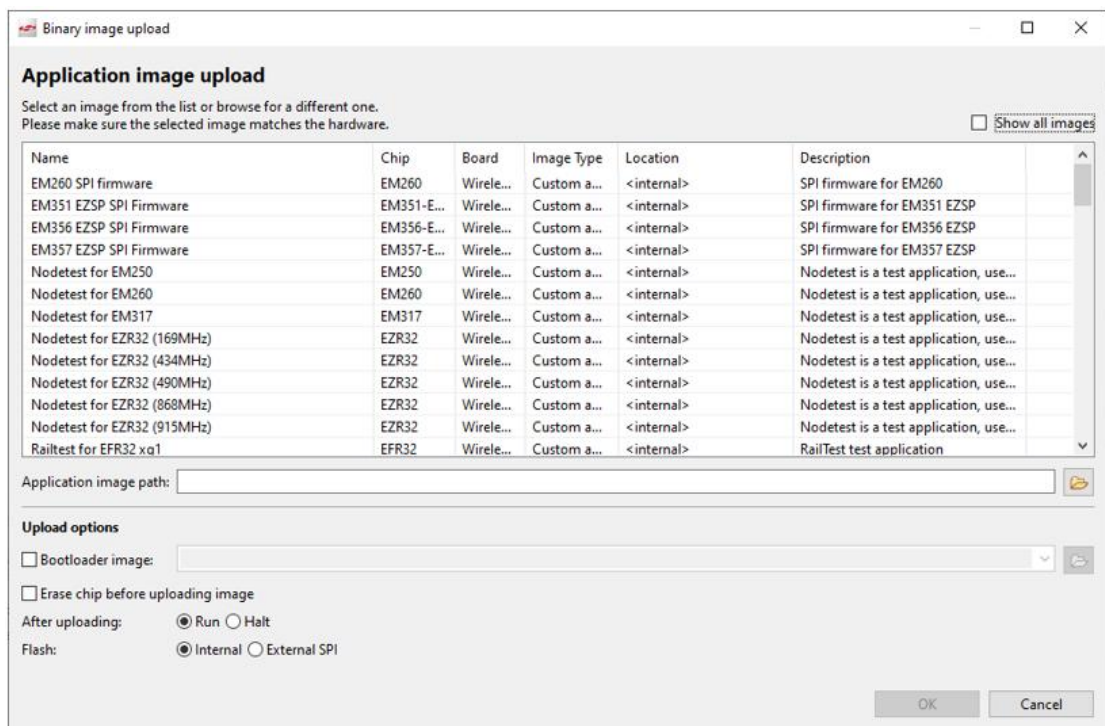 Binary image upload
Application image upload
Select an image from the list or browse for a different one.
Please make sure the selected image matches the hardware.
Show all images
Name Chip Board Image Type Location Description
EM260 SPI firmware EM260 Wirele... Custom a... <internal> SPI firmware for EM260
EM351 EZSP SPI Firmware EM351-E... Wirele... Custom a... <internal> SPI firmware for EM351 EZSP
EM356 EZSP SPI Firmware EM356-E... Wirele... Custom a... <internal> SPI firmware for EM356 EZSP
EM357 EZSP SPI Firmware EM357-E... Wirele... Custom a... <internal> SPI firmware for EM357 EZSP
Nodetest for EM250 EM250 Wirele... Custom a... <internal> Nodetest is a test application, use...
Nodetest for EM260 EM260 Wirele... Custom a... <internal> Nodetest is a test application, use...
Nodetest for EM317 EM317 Wirele... Custom a... <internal> Nodetest is a test application, use...
Nodetest for EZR32 (169MHz) EZR32 Wirele... Custom a... <internal> Nodetest is a test application, use...
Nodetest for EZR32 (434MHz) EZR32 Wirele... Custom a... <internal> Nodetest is a test application, use...
Nodetest for EZR32 (490MHz) EZR32 Wirele... Custom a... <internal> Nodetest is a test application, use...
Nodetest for EZR32 (868MHz) EZR32 Wirele... Custom a... <internal> Nodetest is a test application, use...
Nodetest for EZR32 (915MHz) EZR32 Wirele... Custom a... <internal> Nodetest is a test application, use...
Railtest for EFR32 xg1 EFR32 Wirele... Custom a... <internal> RailTest test application
Application image path:
Upload options
Bootloader image:
Erase chip before uploading image
After uploading: Run Halt
Flash: Internal External SPI
OK Cancel